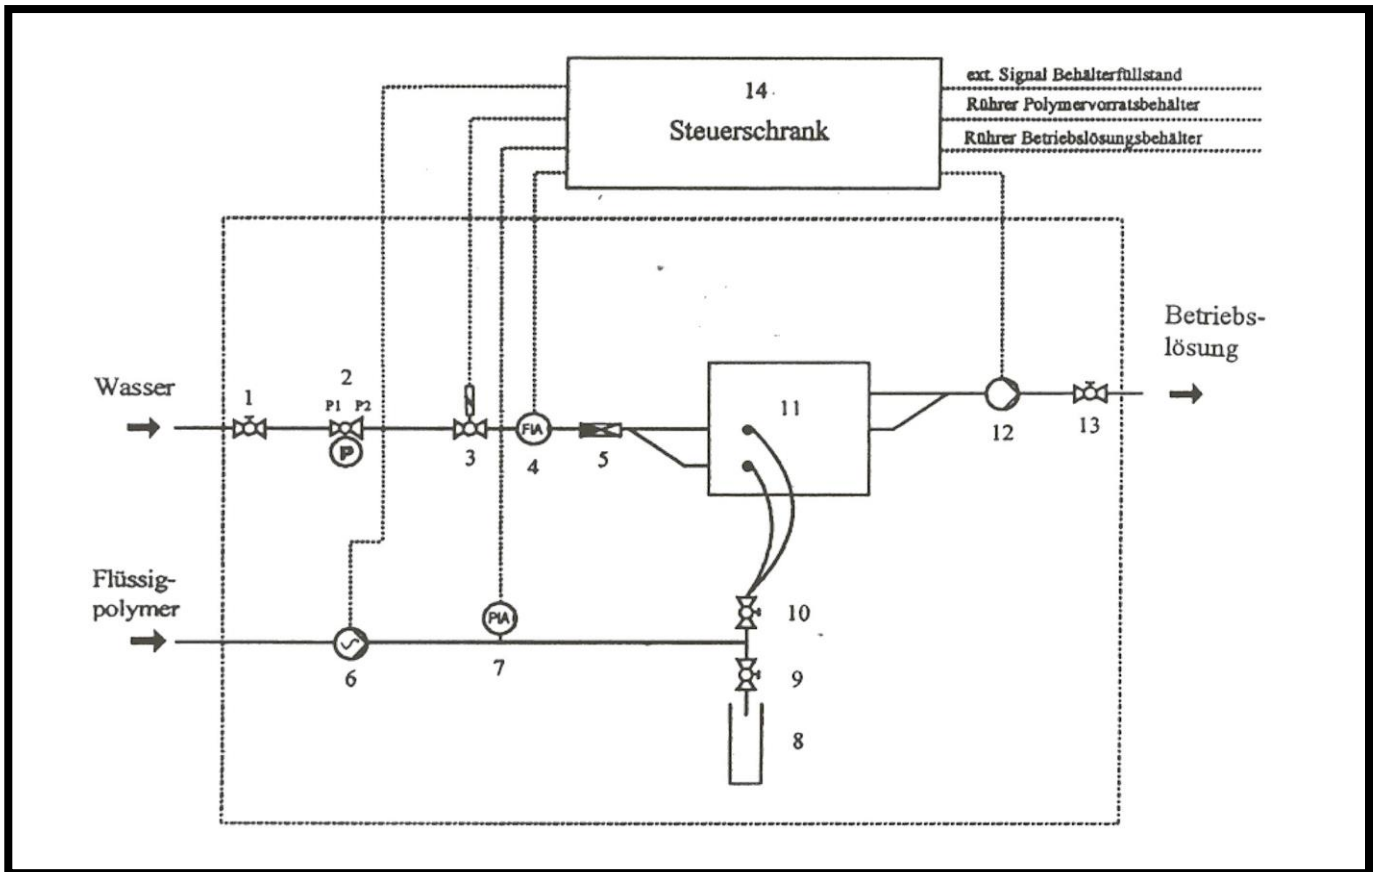 14
Steuerschrank
ext. Signal Behälterfüllstand
Rührer Polymervorratsbehälter
Rührer Betriebslösungsbehälter
Betriebs-
lösung
Wasser
1
2
P1 P2
P
3
FIA
4
5
11
12
13
Flüssig-
polymer
6
PIA
7
10
9
8